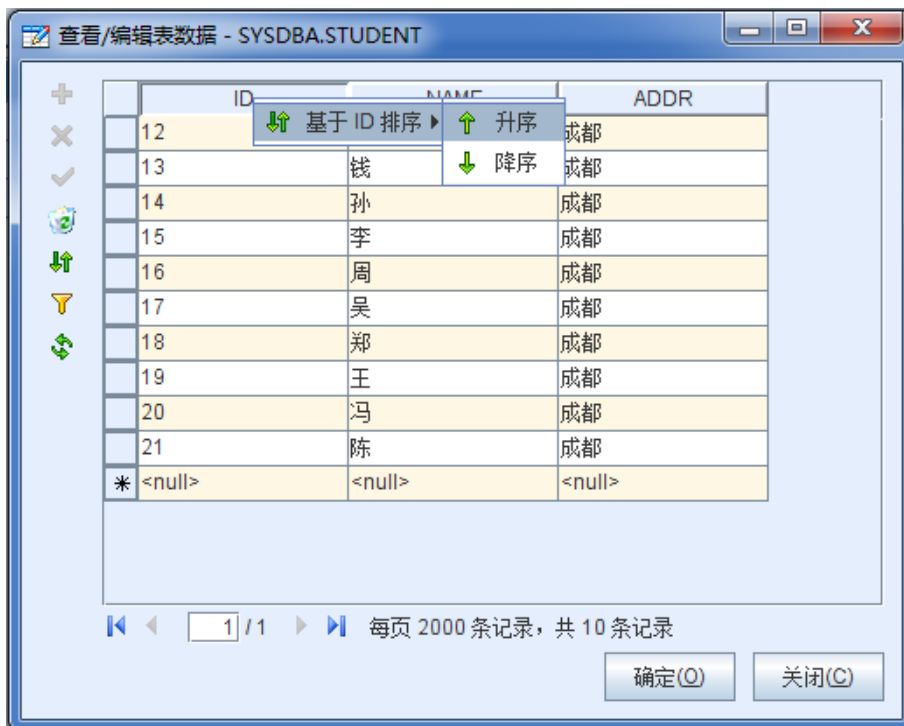 查看/编辑表数据 - SYSDBA.STUDENT
ID NAME ADDR
基于 ID 排序 升序
降序
12 成都
13 钱 成都
14 孙 成都
15 李 成都
16 周 成都
17 吴 成都
18 郑 成都
19 王 成都
20 冯 成都
21 陈 成都
<null> <null> <null>
1 / 1 每页 2000 条记录，共 10 条记录
确定(O) 关闭(C)